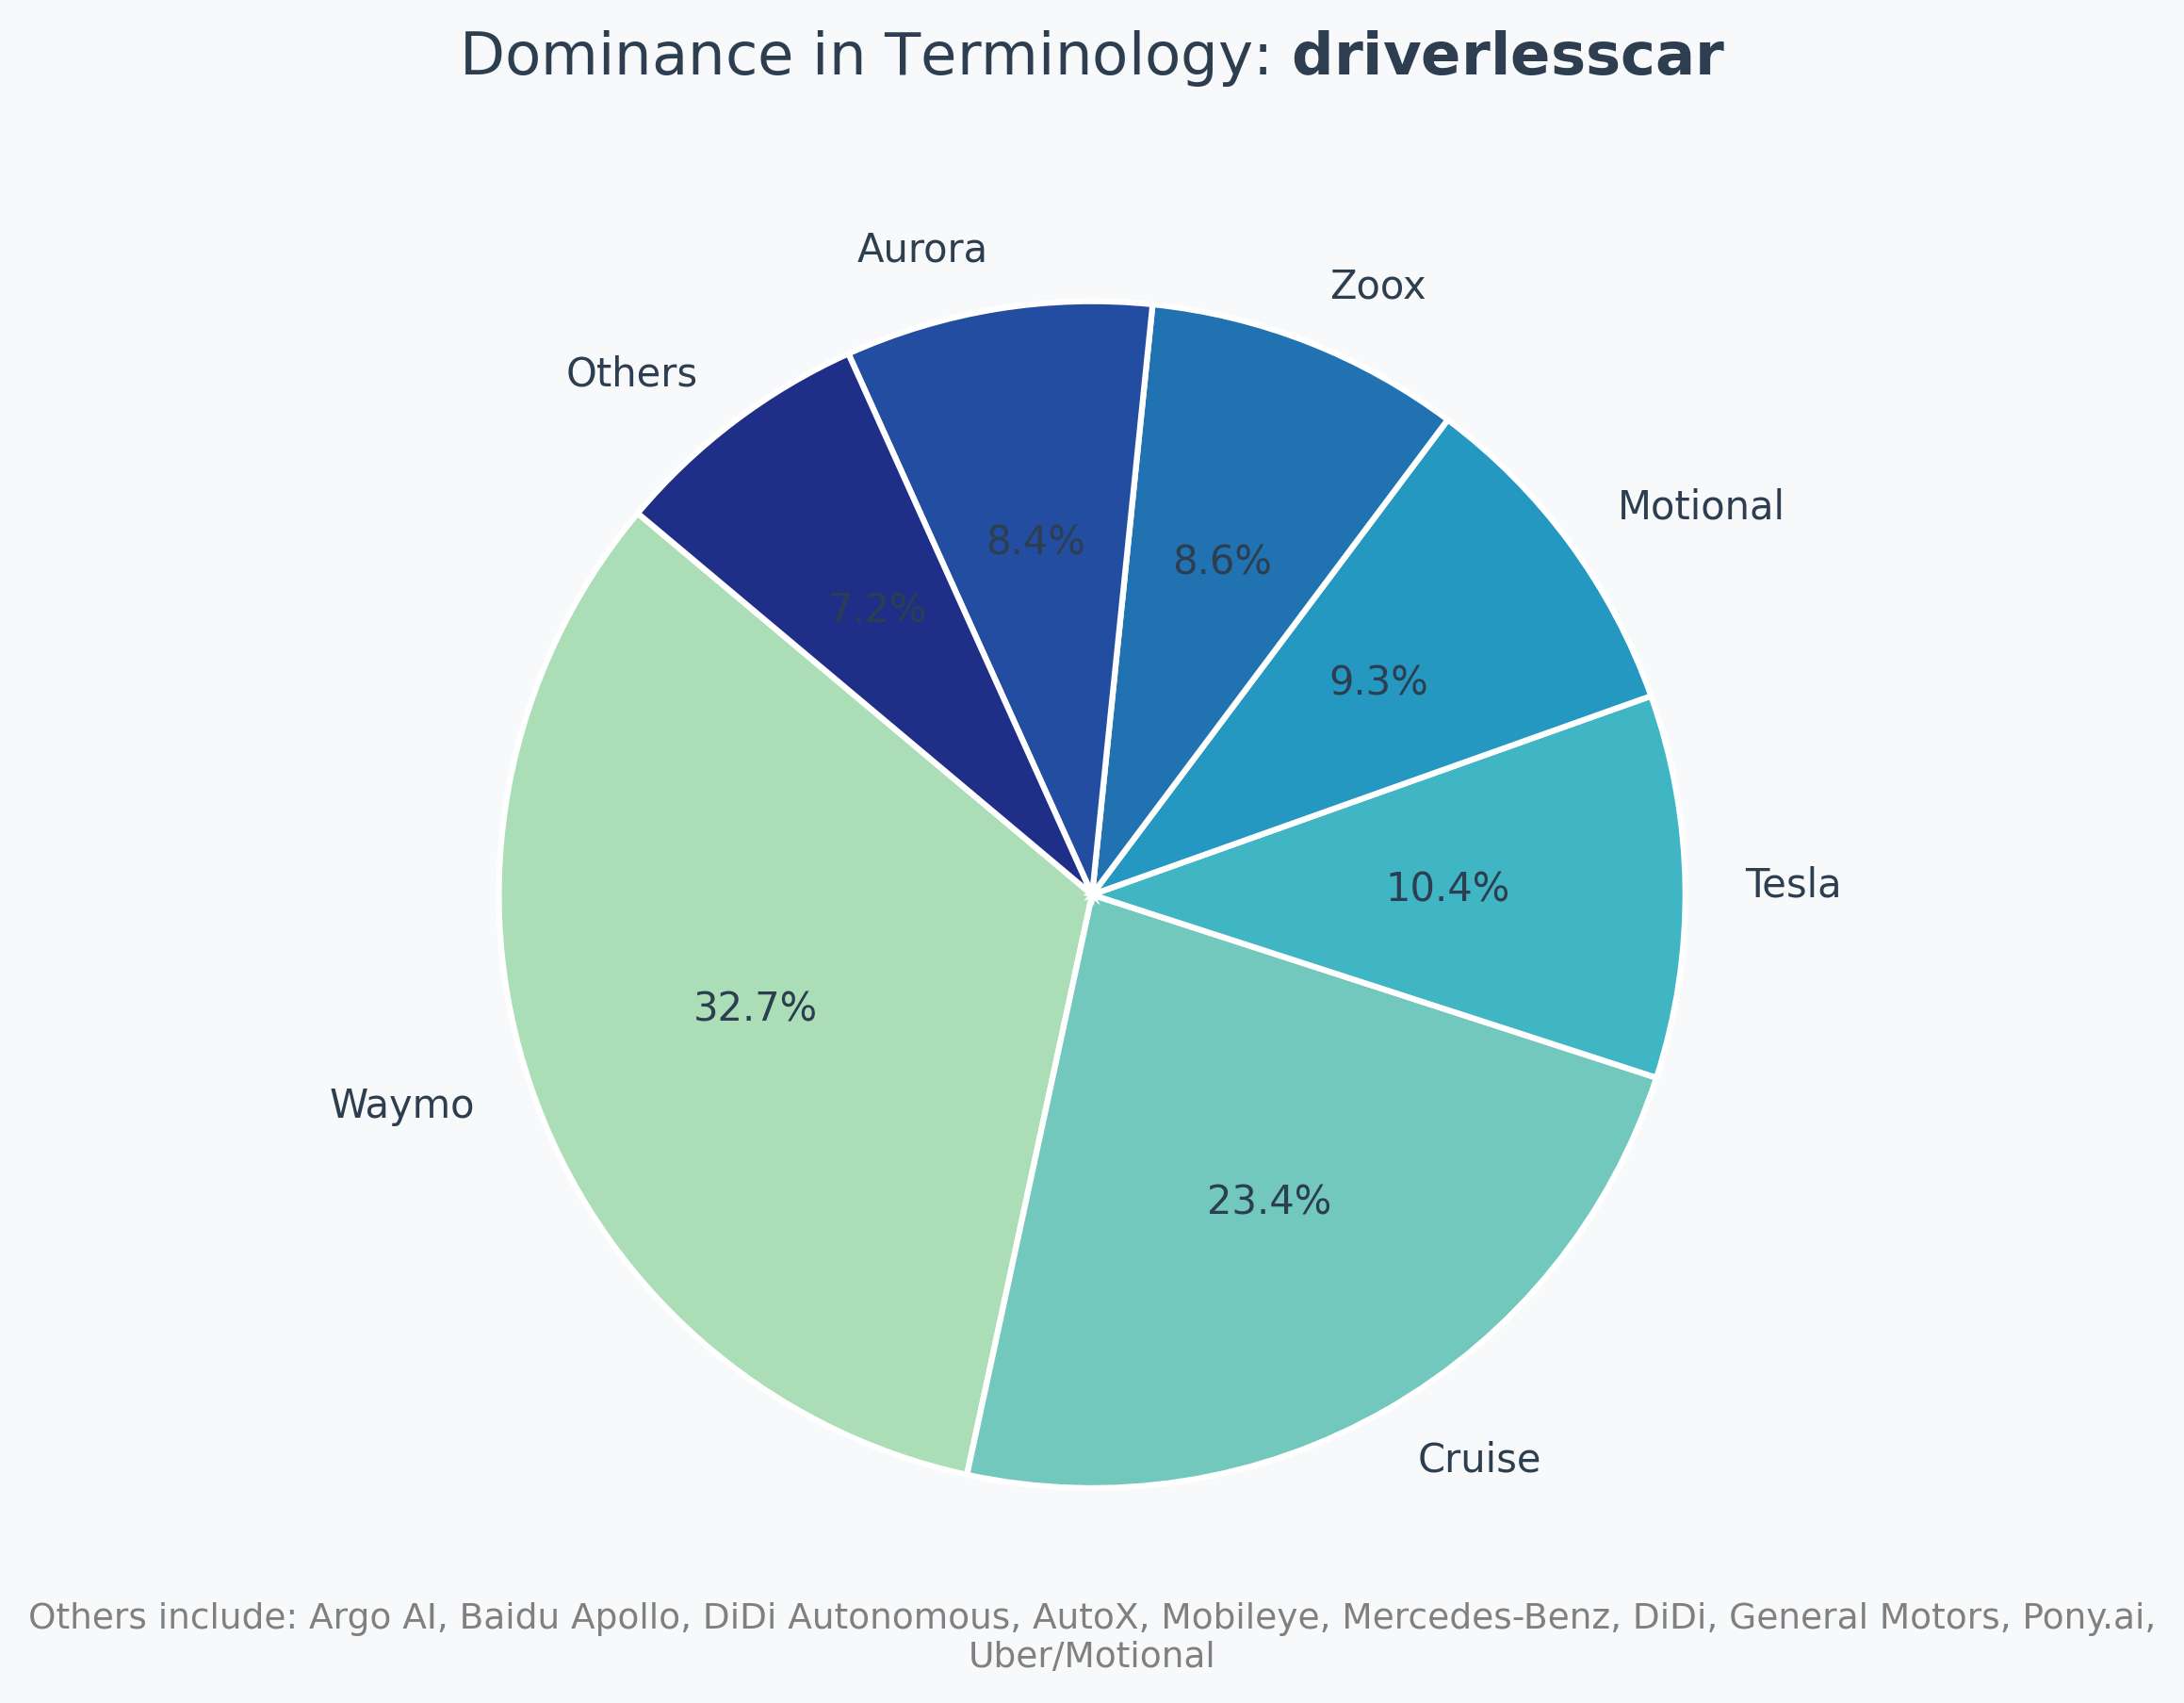 Dominance in Terminology: driverlesscar
Aurora
Zoox
Others
Motional
8.4%
8.6%
7.2%
9.3%
Tesla
10.4%
32.7%
Waymo
23.4%
Cruise
Others include: Argo AI, Baidu Apollo, DiDi Autonomous, AutoX, Mobileye, Mercedes-Benz, DiDi, General Motors, Pony.ai,
Uber/Motional